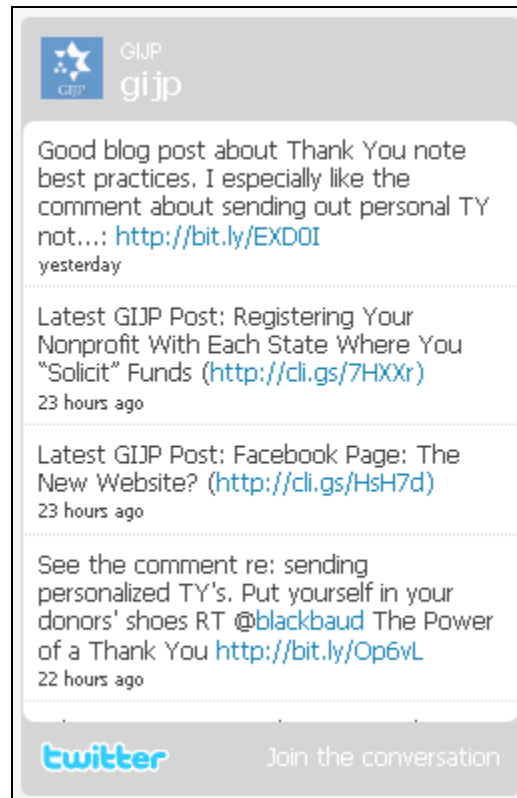 GIJP
GIJP
gijp
Good blog post about Thank You note
best practices. I especially like the
comment about sending out personal TY
not...: http://bit.ly/EXD0I
yesterday
Latest GIJP Post: Registering Your
Nonprofit With Each State Where You
“Solicit” Funds (http://cli.gs/7HXXr)
23 hours ago
Latest GIJP Post: Facebook Page: The
New Website? (http://cli.gs/HsH7d)
23 hours ago
See the comment re: sending
personalized TY's. Put yourself in your
donors' shoes RT @blackbaud The Power
of a Thank You http://bit.ly/Op6vL
22 hours ago
twitter Join the conversation